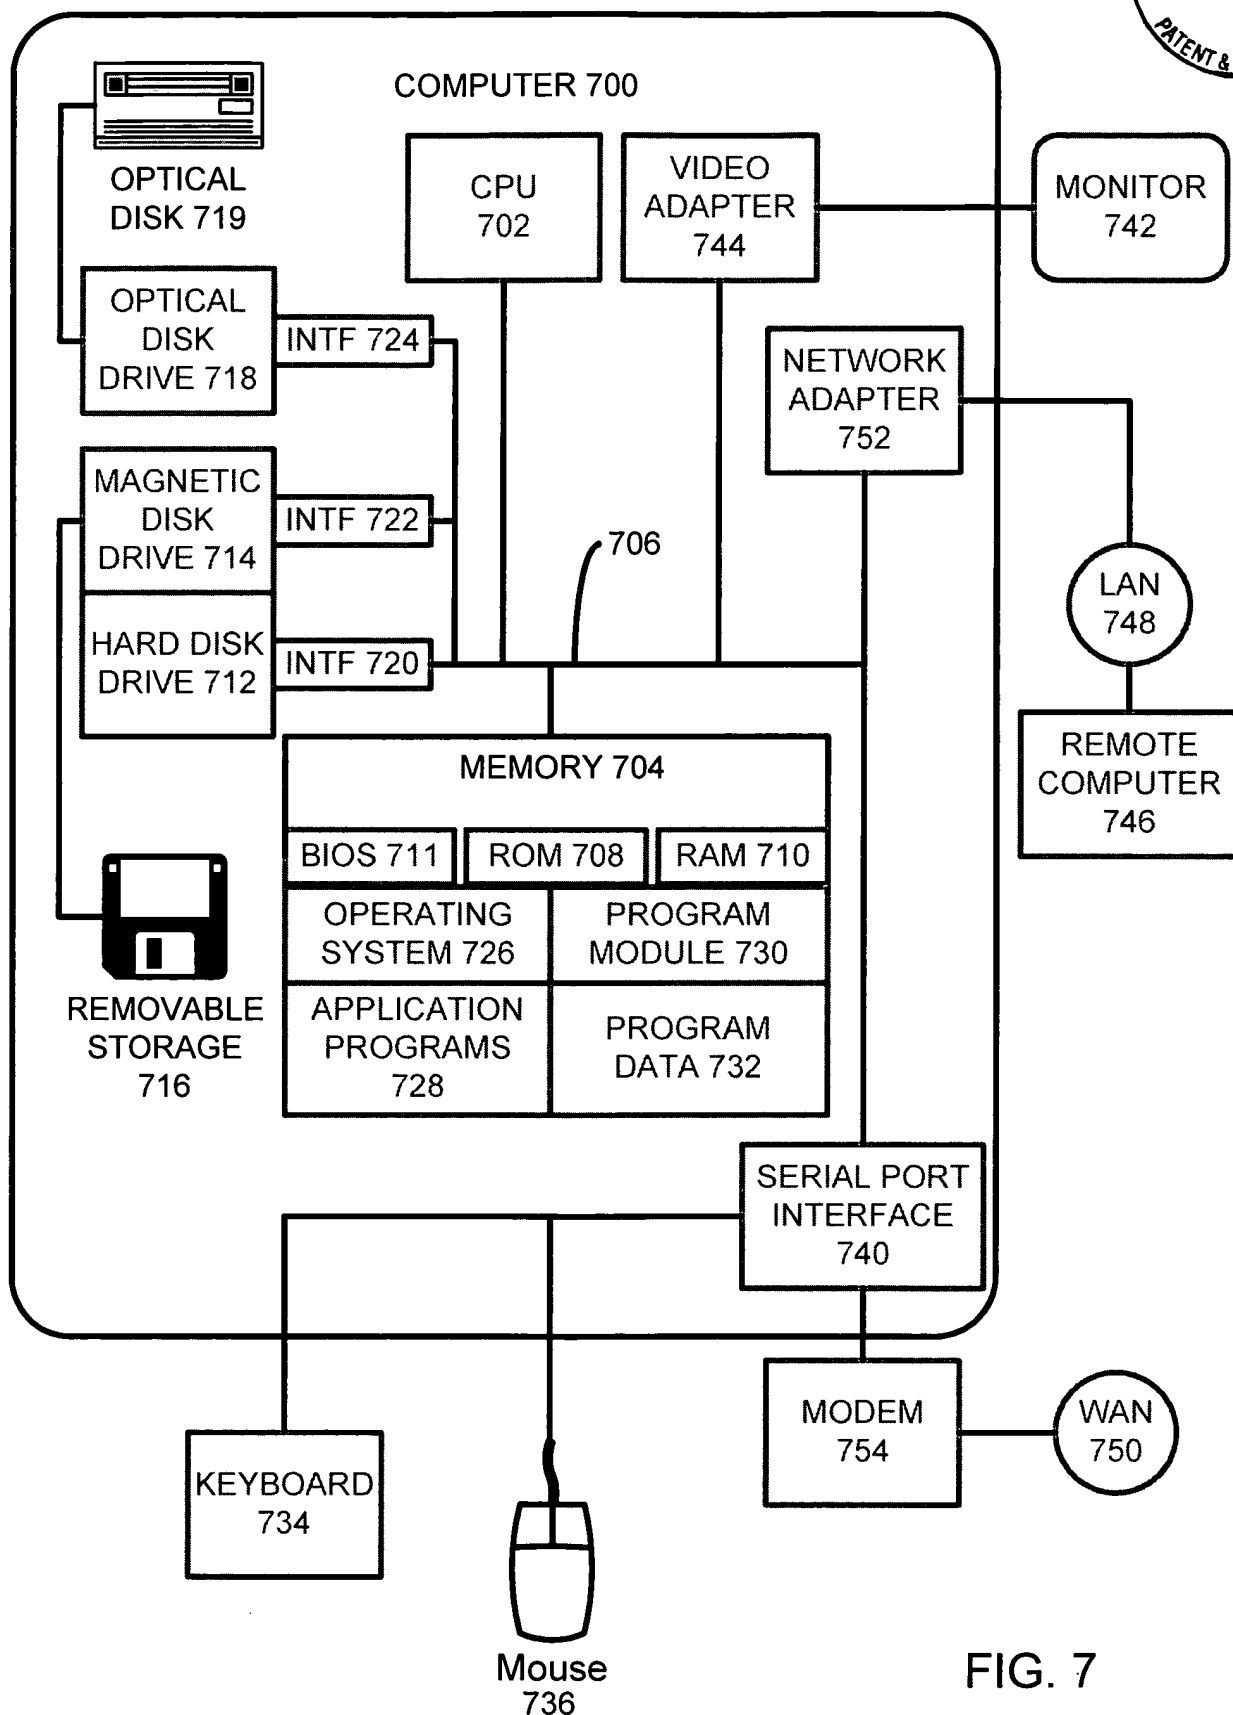 PATENT &
COMPUTER 700
OPTICAL
DISK 719
CPU
702
VIDEO
ADAPTER
744
MONITOR
742
OPTICAL
DISK
DRIVE 718
INTF 724
NETWORK
ADAPTER
752
MAGNETIC
DISK
DRIVE 714
INTF 722
706
LAN
748
HARD DISK
DRIVE 712
INTF 720
REMOTE
COMPUTER
746
MEMORY 704
BIOS 711
ROM 708
RAM 710
OPERATING
SYSTEM 726
PROGRAM
MODULE 730
REMOVABLE
STORAGE
716
APPLICATION
PROGRAMS
728
PROGRAM
DATA 732
SERIAL PORT
INTERFACE
740
MODEM
754
WAN
750
KEYBOARD
734
Mouse
736
FIG. 7